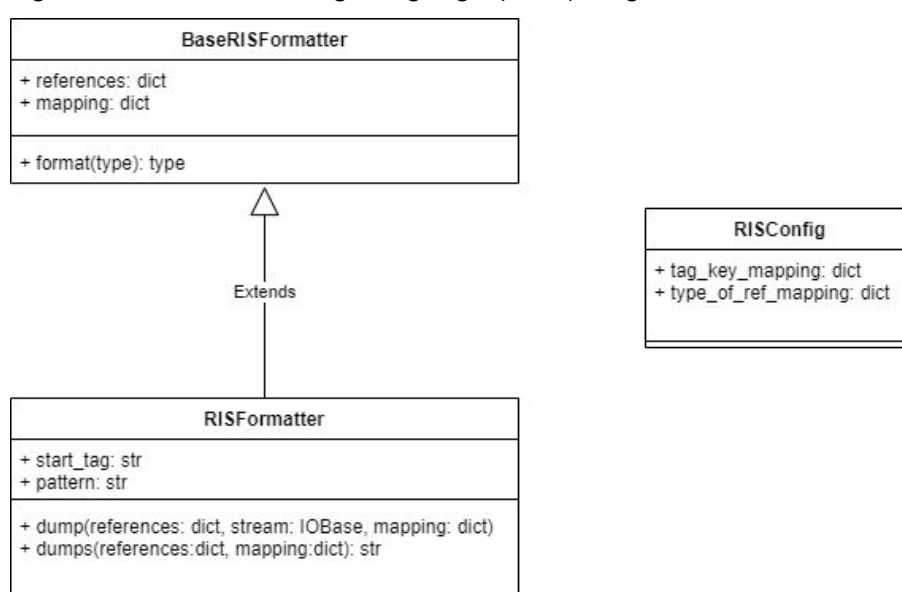 BaseRISFormatter
+ references: dict
+ mapping: dict
+ format(type): type
Extends
RISConfig
+ tag_key_mapping: dict
+ type_of_ref_mapping: dict
RISFormatter
+ start_tag: str
+ pattern: str
+ dump(references: dict, stream: IOBase, mapping: dict)
+ dumps(references:dict, mapping:dict): str